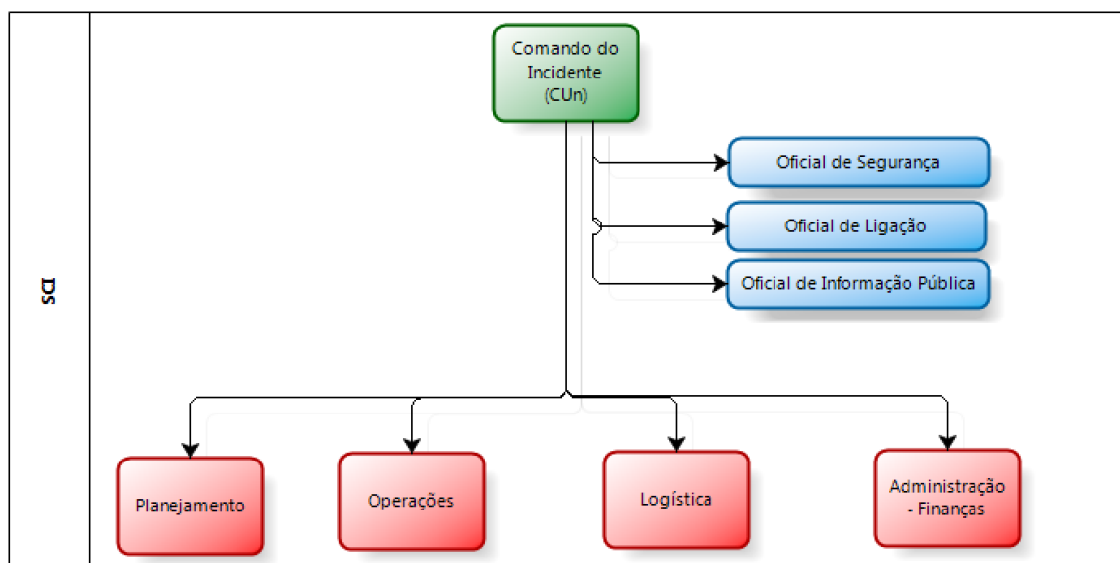 SCI
Comando do
Incidente
(CUn)
Oficial de Segurança
Oficial de Ligação
Oficial de Informação Pública
Planejamento
Operações
Logística
Administração
- Finanças